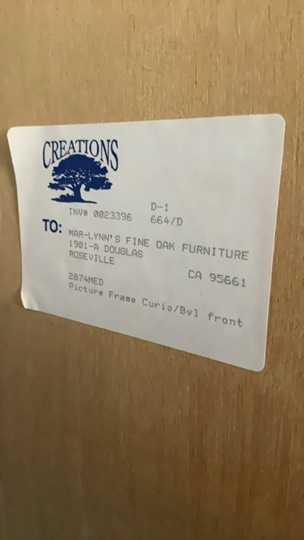 CREATIONS
D-1
INV# 0023396 664/D
TO: MAR-LYNN'S FINE OAK FURNITURE
1901-A DOUGLAS
ROSEVILLE CA 95661
2874MED
Picture Frame Curio/Bvl front